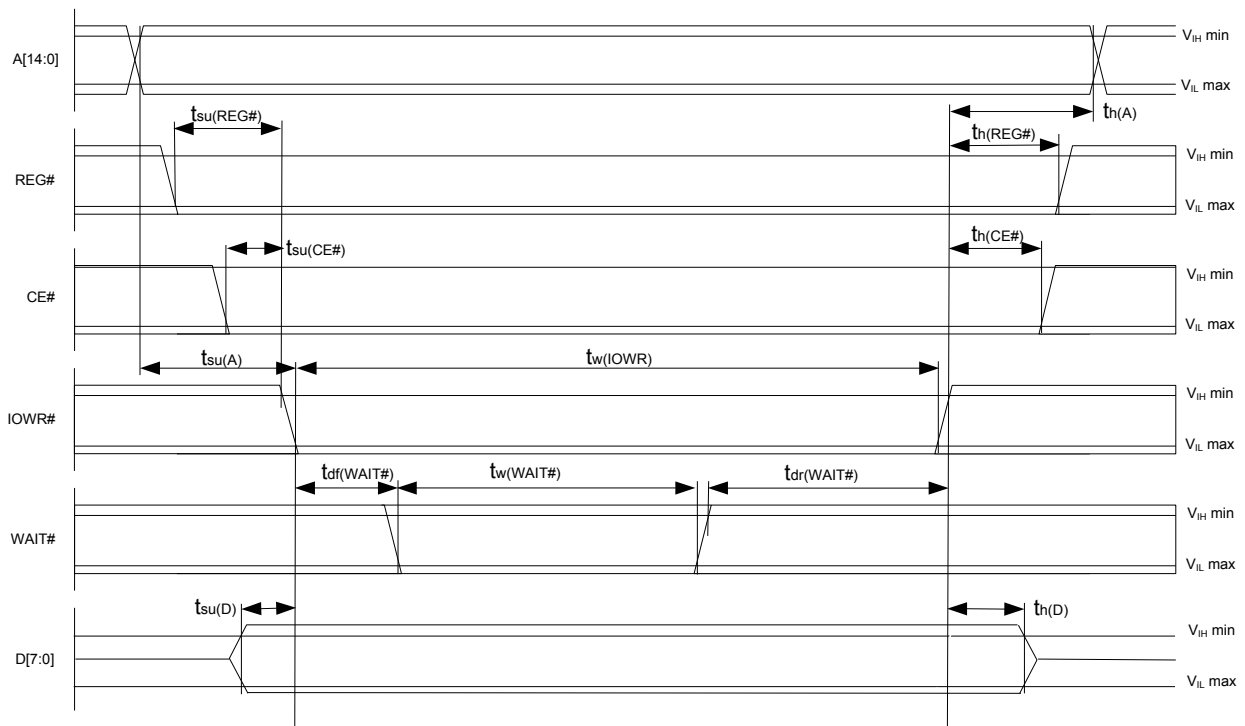 A[14:0]
VIH min
VIL max
tsu(REG#)
th(A)
th(REG#)
REG#
VIH min
VIL max
tsu(CE#)
th(CE#)
CE#
VIH min
VIL max
tsu(A)
tw(IOWR)
IOWR#
VIH min
VIL max
tdf(WAIT#)
tw(WAIT#)
tdr(WAIT#)
WAIT#
VIH min
VIL max
tsu(D)
th(D)
D[7:0]
VIH min
VIL max